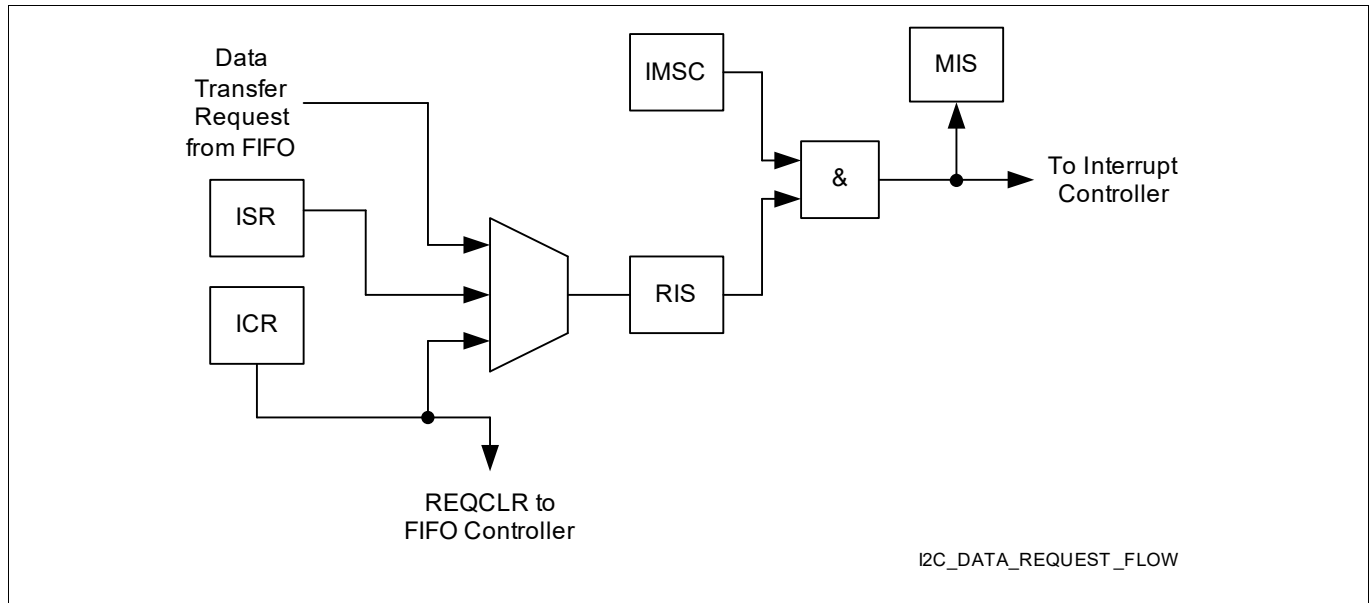 Data
Transfer
Request
from FIFO
IMSC
MIS
&
To Interrupt
Controller
ISR
RIS
ICR
REQCLR to
FIFO Controller
I2C_DATA_REQUEST_FLOW